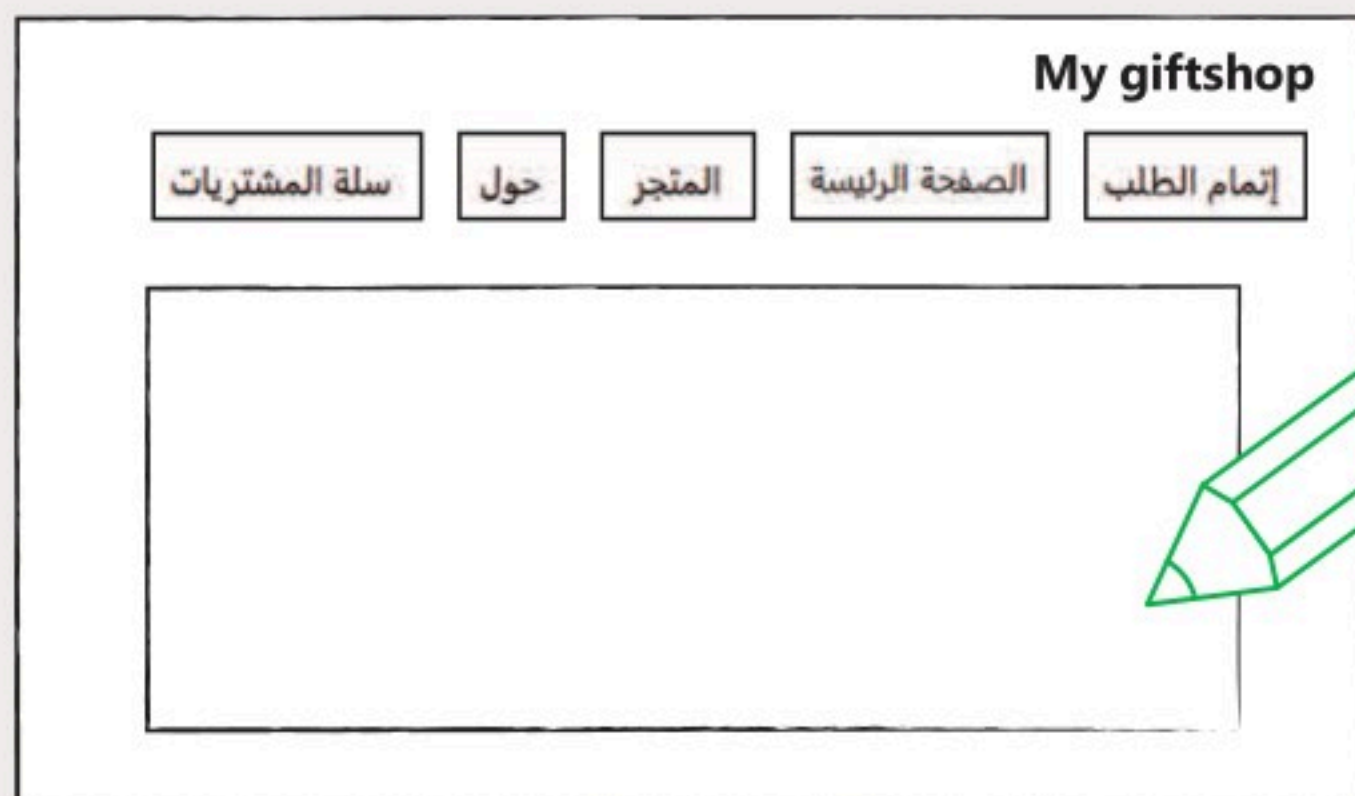 My giftshop
إتمام الطلب
الصفحة الرئيسة
المتجر
حول
سلة المشتريات